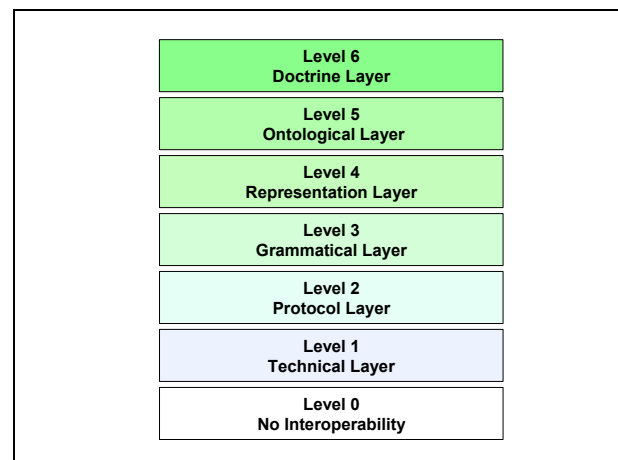 Level 6
Doctrine Layer
Level 5
Ontological Layer
Level 4
Representation Layer
Level 3
Grammatical Layer
Level 2
Protocol Layer
Level 1
Technical Layer
Level 0
No Interoperability